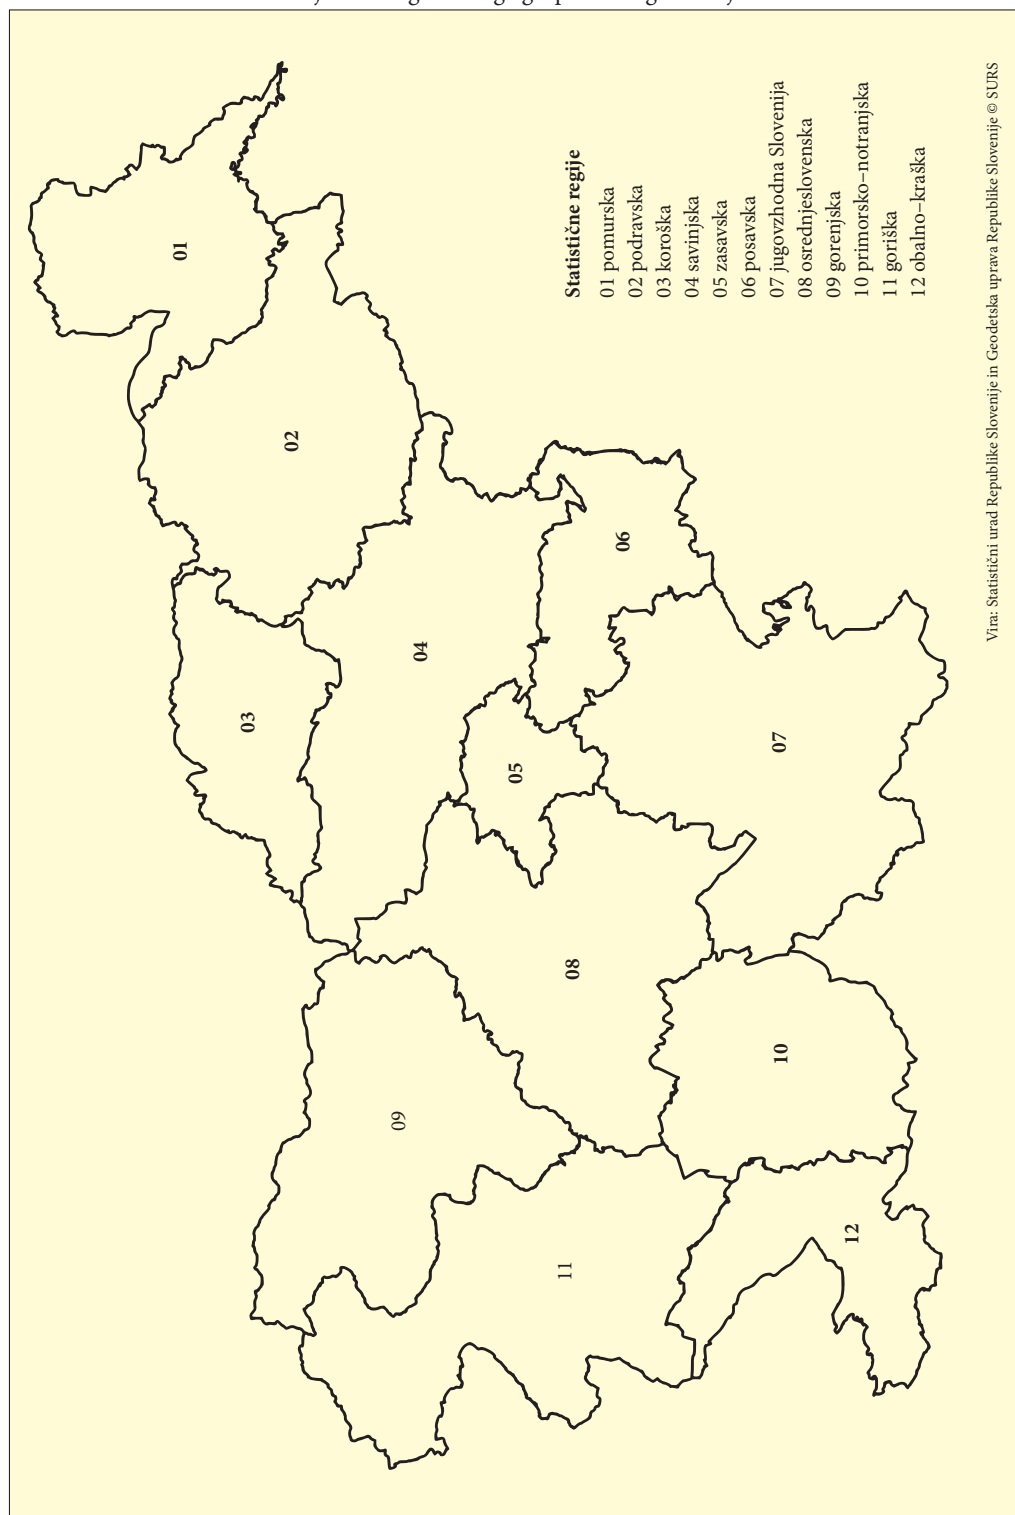 Statistične regije
01 pomurska
02 podravska
03 koroška
04 savinjska
05 zasavska
06 posavska
07 jugovzhodna Slovenija
08 osrednjeslovenska
09 gorenjska
10 primorsko–notranjska
11 goriška
12 obalno–kraška
Vira: Statistični urad Republike Slovenije in Geodetska uprava Republike Slovenije © SURS
01
02
03
04
05
06
07
08
09
10
11
12